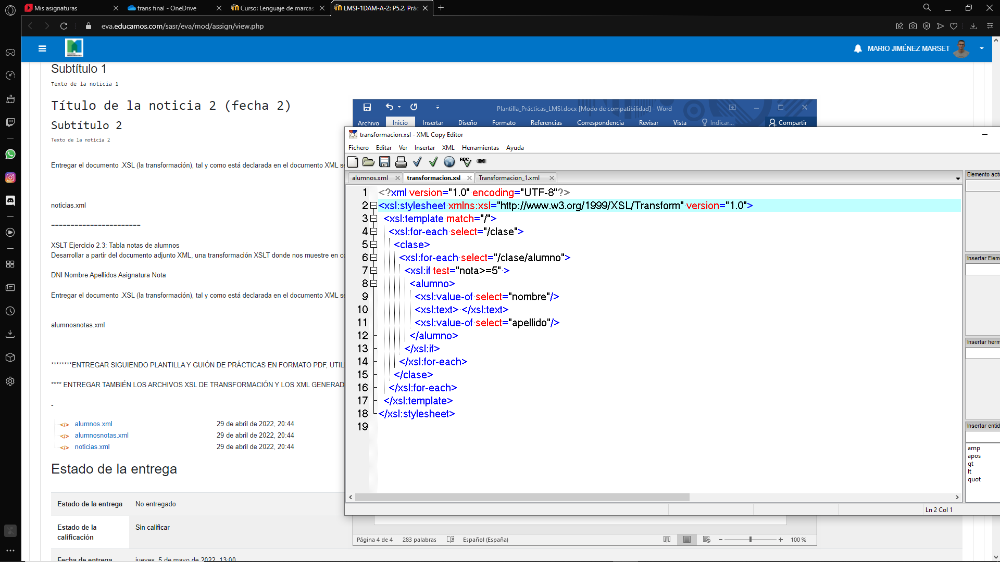 Mis asignaturas
trans final - OneDrive
Curso: Lenguaje de marcas
LMSI-1DAM-A-2: P5.2. Prác
eva.educamos.com/sasr/eva/mod/assign/view.php
MARIO JIMÉNEZ MARSET
Subtítulo 1
Texto de la noticia 1
Título de la noticia 2 (fecha 2)
Subtítulo 2
Texto de la noticia 2
Entregar el documento .XSL (la transformación), tal y como está declarada en el documento XML se
noticias.xml
=======================
XSLT Ejercicio 2.3: Tabla notas de alumnos
Desarrollar a partir del documento adjunto XML, una transformación XSLT donde nos muestre en co
DNI Nombre Apellidos Asignatura Nota
Entregar el documento .XSL (la transformación), tal y como está declarada en el documento XML se
alumnosnotas.xml
********ENTREGAR SIGUIENDO PLANTILLA Y GUIÓN DE PRÁCTICAS EN FORMATO PDF, UTIL
**** ENTREGAR TAMBIÉN LOS ARCHIVOS XSL DE TRANSFORMACIÓN Y LOS XML GENERAD
-
alumnos.xml 29 de abril de 2022, 20:44
alumnosnotas.xml 29 de abril de 2022, 20:44
noticias.xml 29 de abril de 2022, 20:44
Estado de la entrega
Estado de la entrega No entregado
Estado de la calificación Sin calificar
Fecha de entrega jueves, 5 de mayo de 2022, 13:00
Plantilla_Prácticas_LMSI.docx [Modo de compatibilidad] - Word
Archivo Inicio Insertar Diseño Formato Referencias Correspondencia Revisar Vista Indicar... Compartir
transformacion.xsl - XML Copy Editor
Fichero Editar Ver Insertar XML Herramientas Ayuda
ABC
alumnos.xml transformacion.xsl Transformacion_1.xml
1 <?xml version="1.0" encoding="UTF-8"?>
2 <xsl:stylesheet xmlns:xsl="http://www.w3.org/1999/XSL/Transform" version="1.0">
3 <xsl:template match="/">
4 <xsl:for-each select="/clase">
5 <clase>
6 <xsl:for-each select="/clase/alumno">
7 <xsl:if test="nota>=5" >
8 <alumno>
9 <xsl:value-of select="nombre"/>
10 <xsl:text> </xsl:text>
11 <xsl:value-of select="apellido"/>
12 </alumno>
13 </xsl:if>
14 </xsl:for-each>
15 </clase>
16 </xsl:for-each>
17 </xsl:template>
18 </xsl:stylesheet>
19
Elemento actu
Insertar Elem
Insertar herm
Insertar entid
amp
apos
gt
lt
quot
Ln 2 Col 1
Página 4 de 4 283 palabras Español (España) 100 %